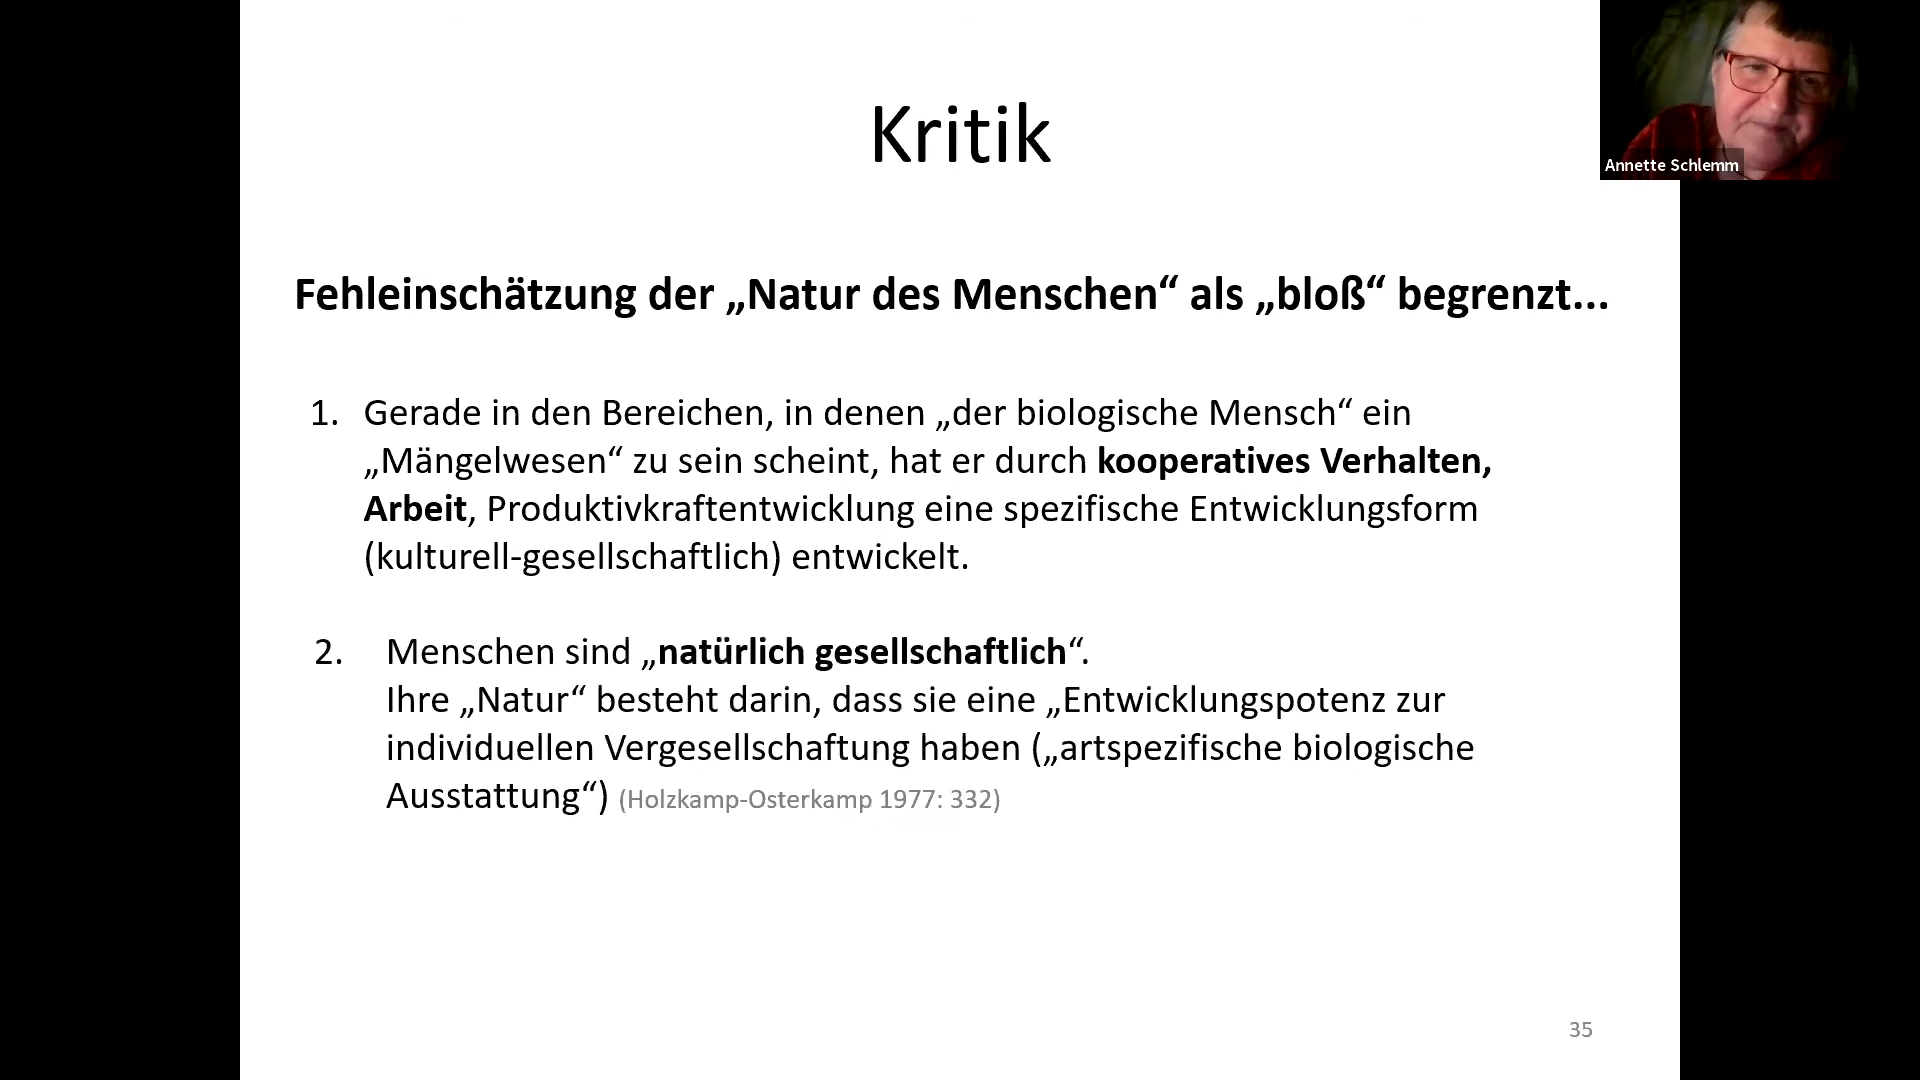 Kritik
Annette Schlemm
Fehleinschätzung der „Natur des Menschen“ als „bloß“ begrenzt...
1. Gerade in den Bereichen, in denen „der biologische Mensch“ ein
„Mängelwesen“ zu sein scheint, hat er durch kooperatives Verhalten,
Arbeit, Produktivkraftentwicklung eine spezifische Entwicklungsform
(kulturell-gesellschaftlich) entwickelt.
2. Menschen sind „natürlich gesellschaftlich“.
Ihre „Natur“ besteht darin, dass sie eine „Entwicklungspotenz zur
individuellen Vergesellschaftung haben („artspezifische biologische
Ausstattung“) (Holzkamp-Osterkamp 1977: 332)
35